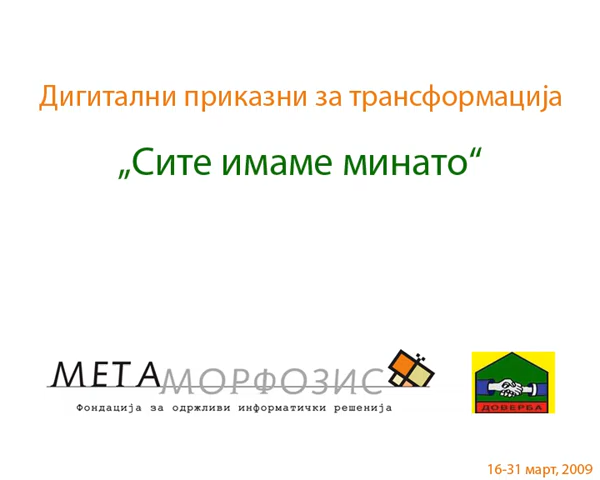 Дигитални приказни за трансформација
„Сите имаме минато“
МЕТАМОРФОЗИС
Фондација за одржливи информатички решенија
ДОВЕРБА
16-31 март, 2009